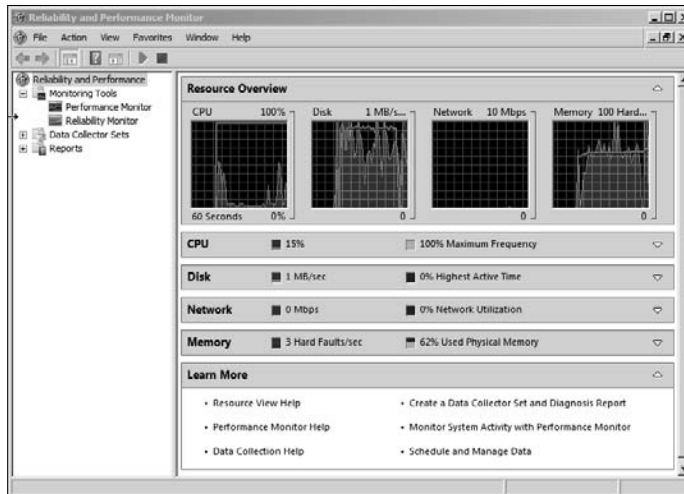 Reliability and Performance Monitor
File Action View Favorites Window Help
Reliability and Performance
Monitoring Tools
Performance Monitor
Reliability Monitor
Data Collector Sets
Reports
Resource Overview
CPU 100% Disk 1 MB/s... Network 10 Mbps Memory 100 Hard...
60 Seconds 0% 0 0 0
CPU 15% 100% Maximum Frequency
Disk 1 MB/sec 0% Highest Active Time
Network 0 Mbps 0% Network Utilization
Memory 3 Hard Faults/sec 62% Used Physical Memory
Learn More
• Resource View Help • Create a Data Collector Set and Diagnosis Report
• Performance Monitor Help • Monitor System Activity with Performance Monitor
• Data Collection Help • Schedule and Manage Data